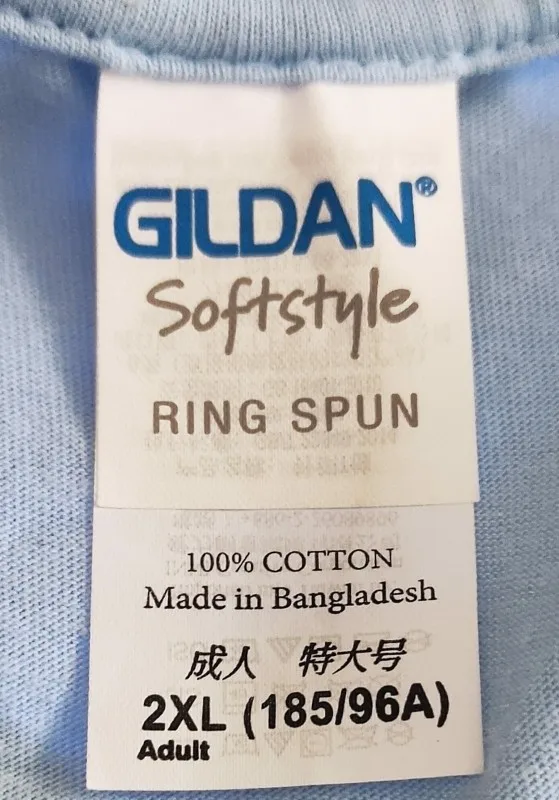 GILDAN®
Softstyle
RING SPUN
100% COTTON
Made in Bangladesh
成人 特大号
2XL (185/96A)
Adult